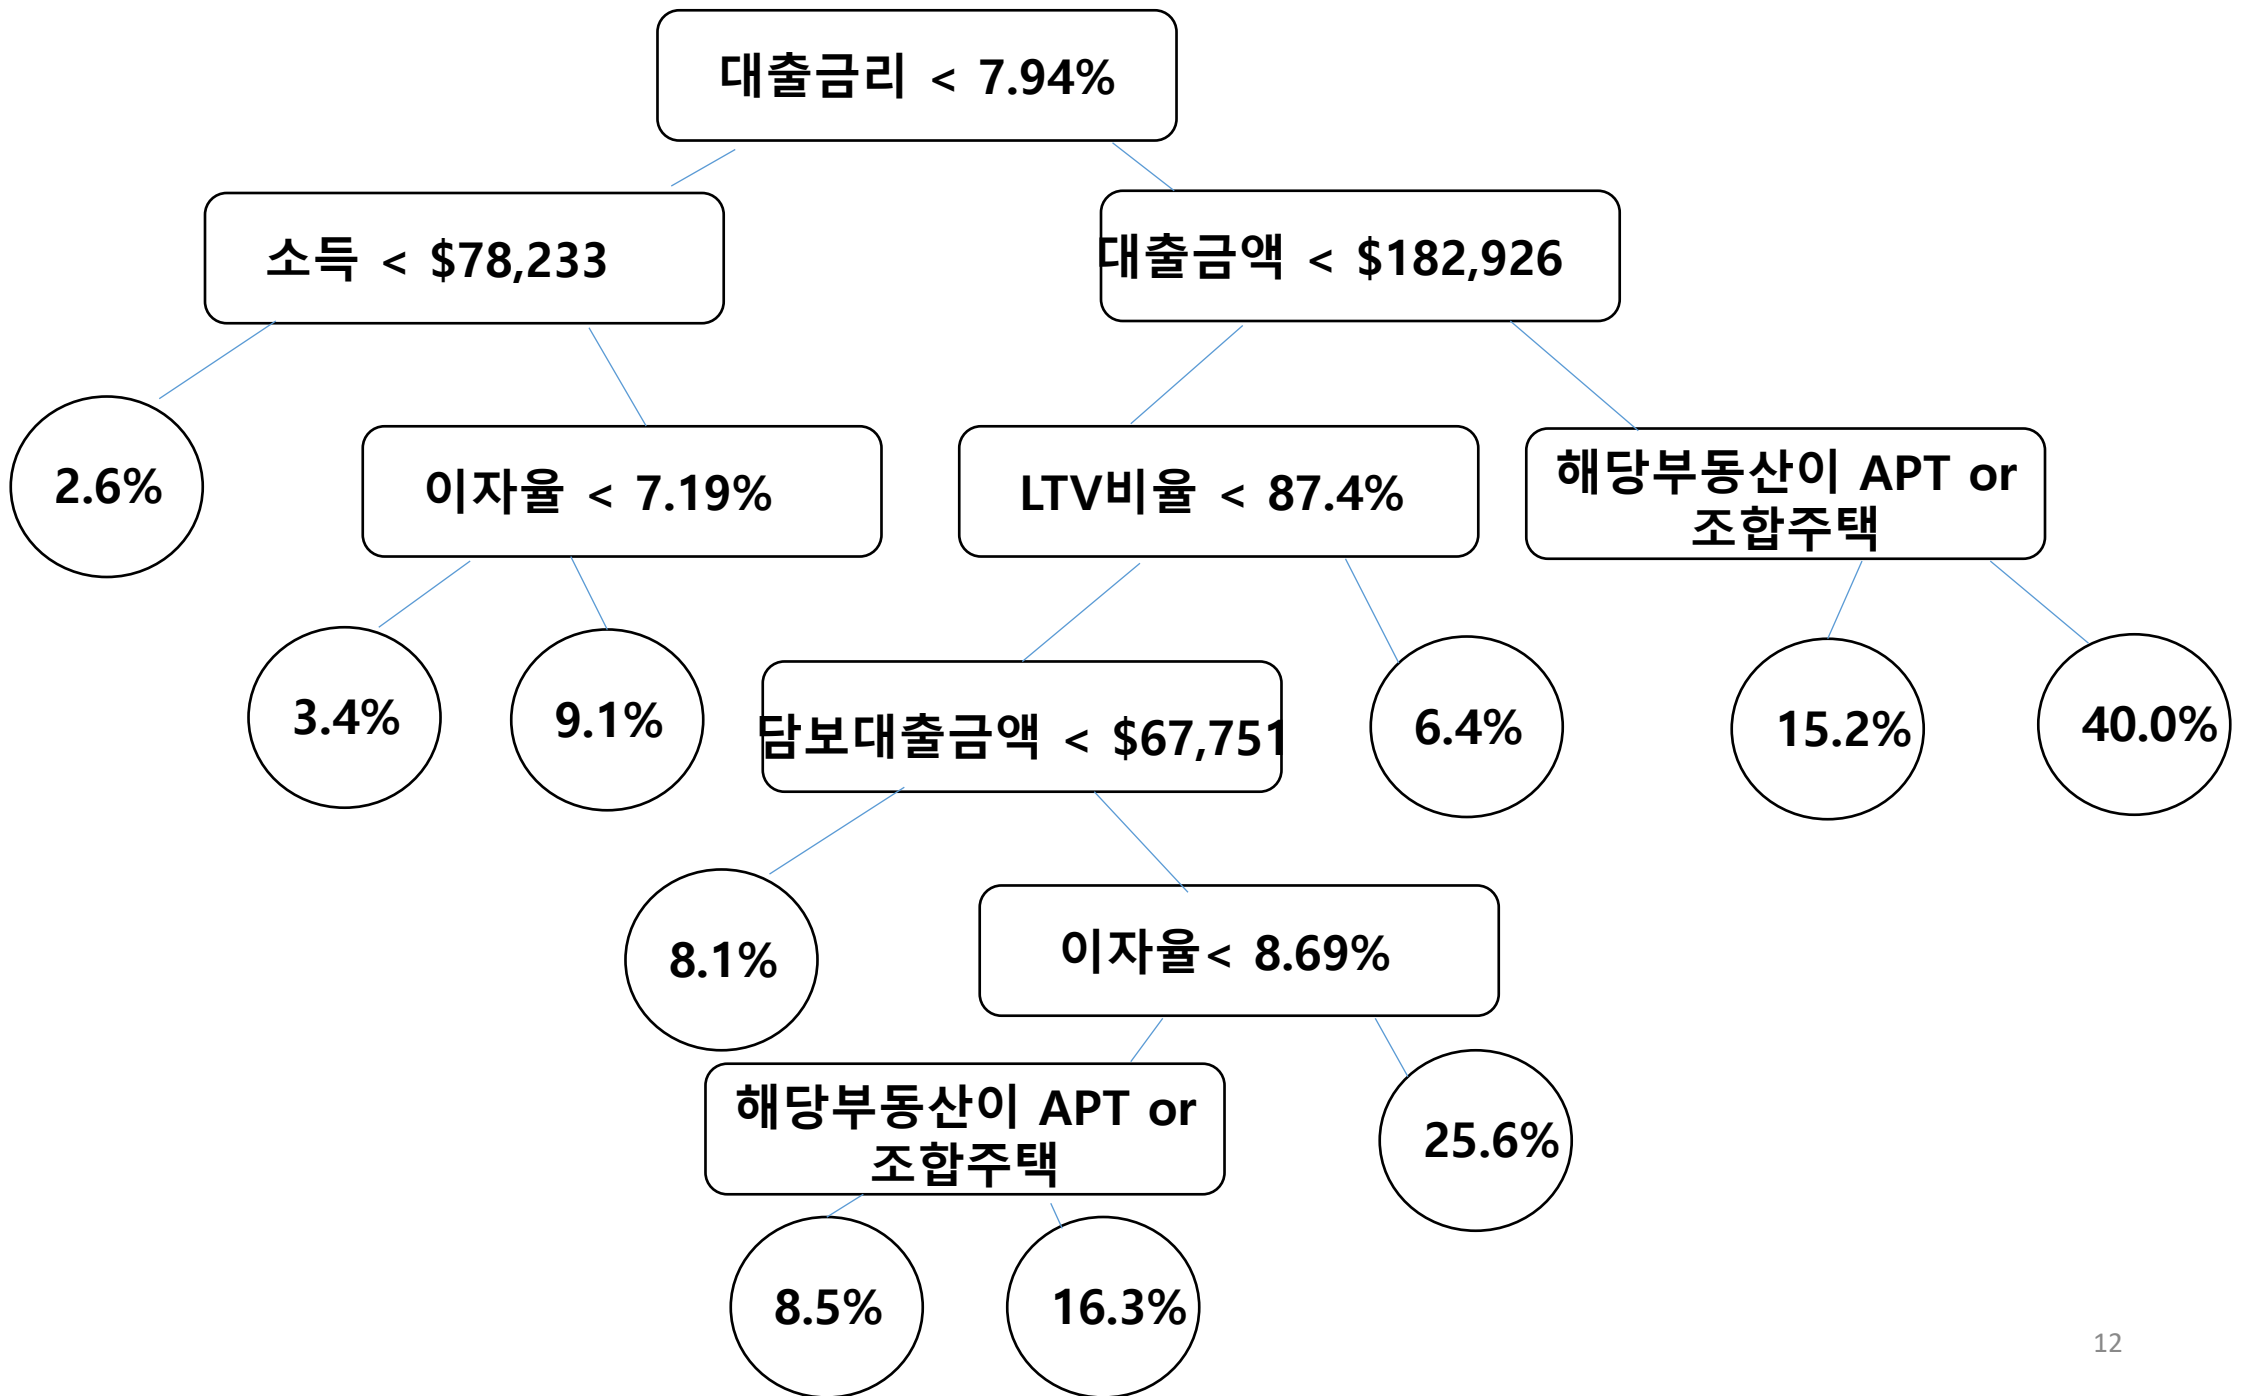 대출금리 < 7.94%
소득 < $78,233
대출금액 < $182,926
2.6%
이자율 < 7.19%
LTV비율 < 87.4%
해당부동산이 APT or
조합주택
3.4%
9.1%
담보대출금액 < $67,751
6.4%
15.2%
40.0%
8.1%
이자율< 8.69%
해당부동산이 APT or
조합주택
25.6%
8.5%
16.3%
12